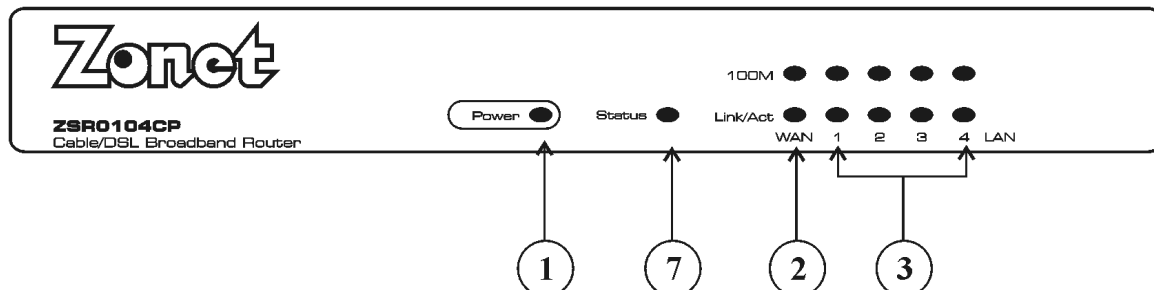 Zonet
ZSR0104CP
Cable/DSL Broadband Router
Power
Status
100M
Link/Act
WAN 1 2 3 4 LAN
1 7 2 3